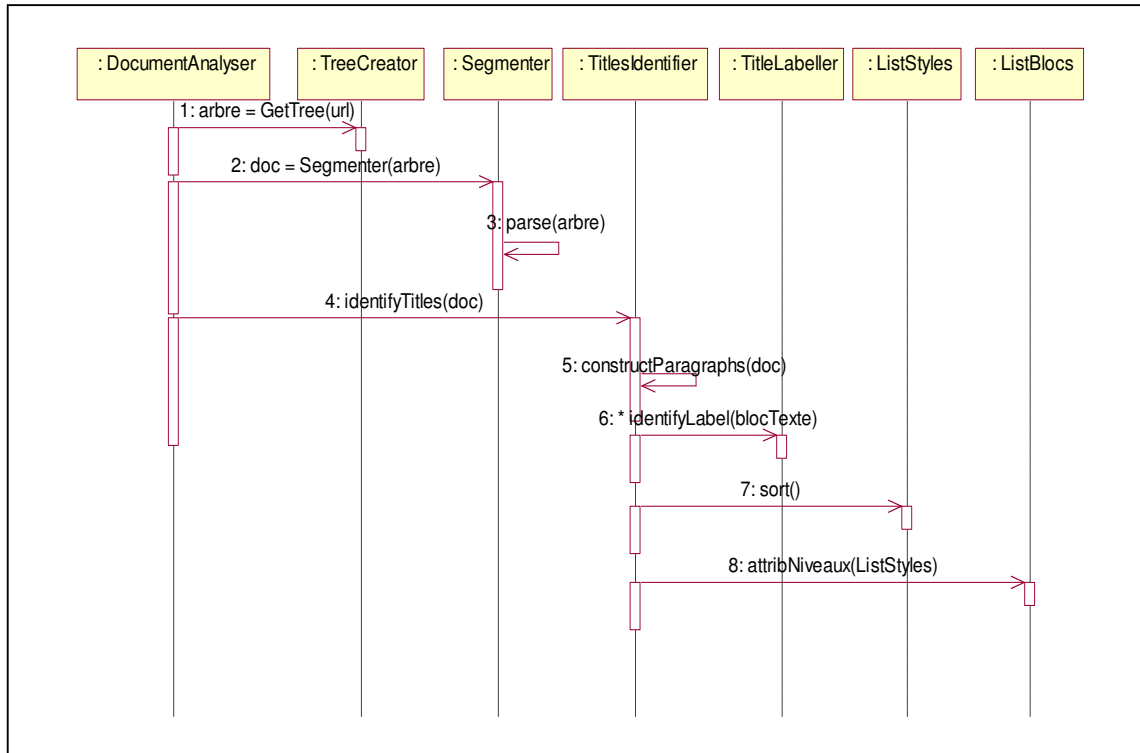 : DocumentAnalyser
: TreeCreator
: Segmenter
: TitlesIdentifier
: TitleLabeller
: ListStyles
: ListBlocs
1: arbre = GetTree(url)
2: doc = Segmenter(arbre)
3: parse(arbre)
4: identifyTitles(doc)
5: constructParagraphs(doc)
6: * identifyLabel(blocTexte)
7: sort()
8: attribNiveaux(ListStyles)